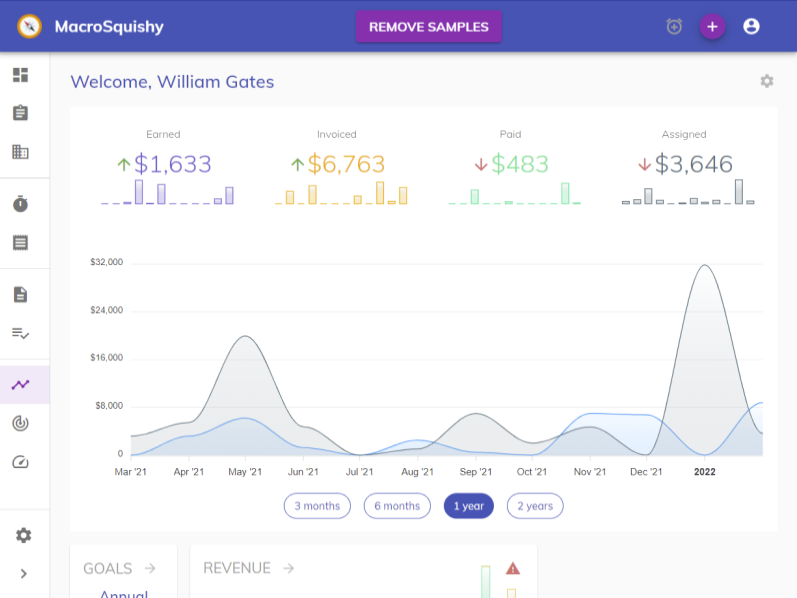 MacroSquishy
REMOVE SAMPLES
Welcome, William Gates
Earned Invoiced Paid Assigned
$1,633 $6,763 $483 $3,646
$32,000
$24,000
$16,000
$8,000
0
Mar '21 Apr '21 May '21 Jun '21 Jul '21 Aug '21 Sep '21 Oct '21 Nov '21 Dec '21 2022
3 months 6 months 1 year 2 years
GOALS REVENUE
Annual